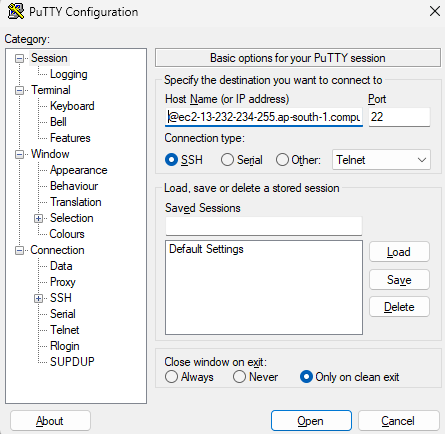 PuTTY Configuration
Category:
Session
Logging
Terminal
Keyboard
Bell
Features
Window
Appearance
Behaviour
Translation
Selection
Colours
Connection
Data
Proxy
SSH
Serial
Telnet
Rlogin
SUPDUP
Basic options for your PuTTY session
Specify the destination you want to connect to
Host Name (or IP address) Port
@ec2-13-232-234-255.ap-south-1.compu 22
Connection type:
SSH Serial Other: Telnet
Load, save or delete a stored session
Saved Sessions
Default Settings
Load
Save
Delete
Close window on exit:
Always Never Only on clean exit
About Open Cancel